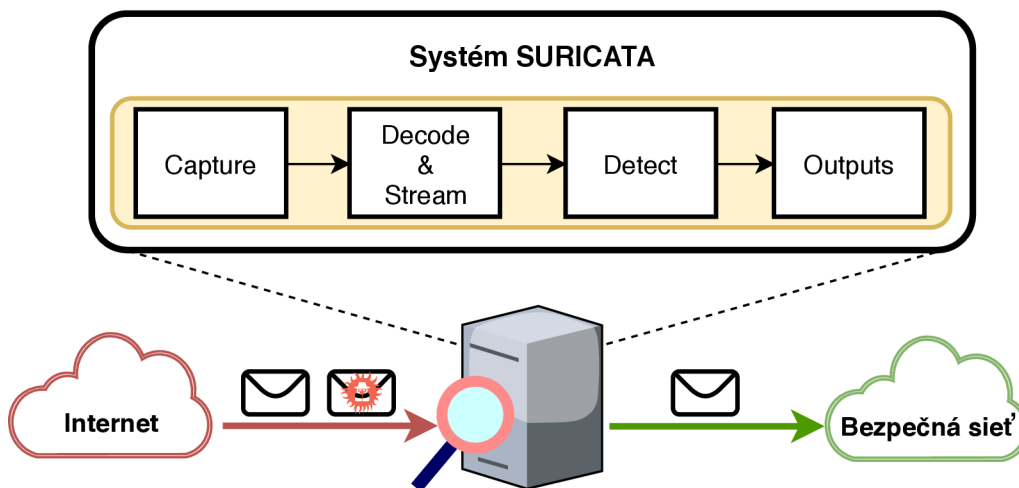 Systém SURICATA
Capture
Decode
&
Stream
Detect
Outputs
Internet
Bezpečná sieť